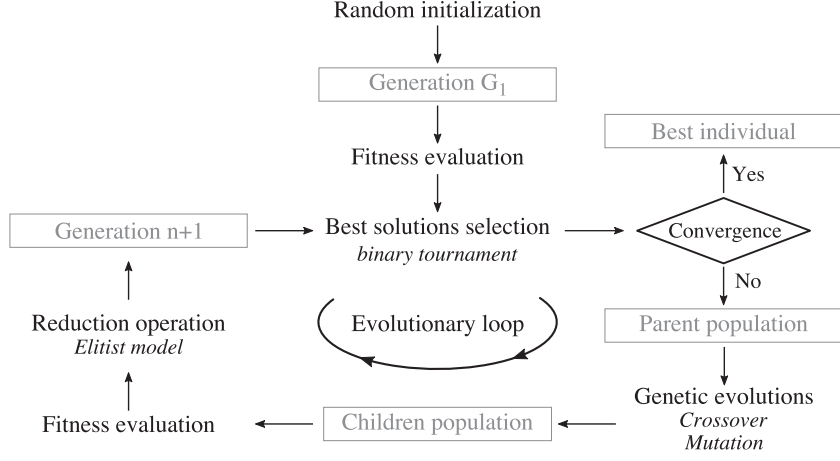 Random initialization
Generation G1
Fitness evaluation
Best individual
Yes
Generation n+1
Best solutions selection
binary tournament
Convergence
No
Reduction operation
Elitist model
Evolutionary loop
Parent population
Genetic evolutions
Crossover
Mutation
Children population
Fitness evaluation